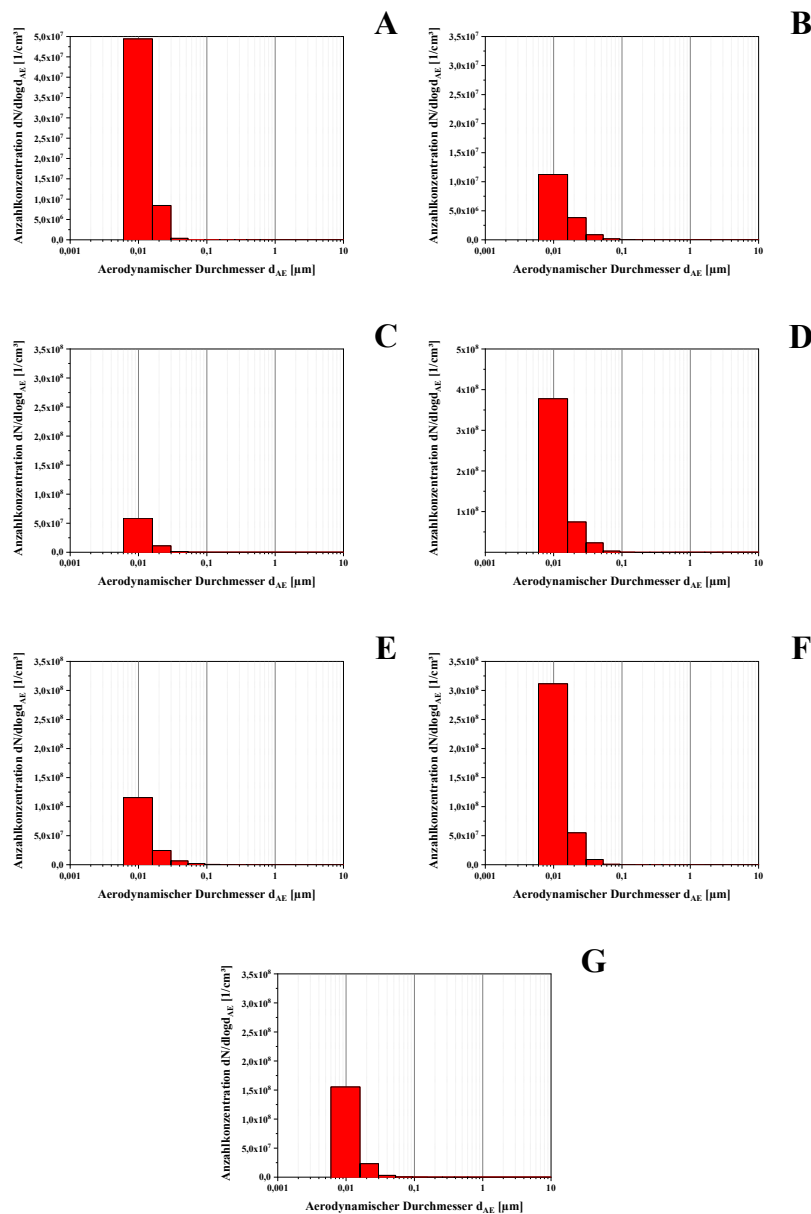 A
Anzahlkonzentration dN/dlogd_AE [1/cm³]
5,0x10⁷
4,5x10⁷
4,0x10⁷
3,5x10⁷
3,0x10⁷
2,5x10⁷
2,0x10⁷
1,5x10⁷
1,0x10⁷
5,0x10⁶
0,0
0,001 0,01 0,1 1 10
Aerodynamischer Durchmesser d_AE [µm]
B
Anzahlkonzentration dN/dlogd_AE [1/cm³]
3,5x10⁷
3,0x10⁷
2,5x10⁷
2,0x10⁷
1,5x10⁷
1,0x10⁷
5,0x10⁶
0,0
0,001 0,01 0,1 1 10
Aerodynamischer Durchmesser d_AE [µm]
C
Anzahlkonzentration dN/dlogd_AE [1/cm³]
3,5x10⁸
3,0x10⁸
2,5x10⁸
2,0x10⁸
1,5x10⁸
1,0x10⁸
5,0x10⁷
0,0
0,001 0,01 0,1 1 10
Aerodynamischer Durchmesser d_AE [µm]
D
Anzahlkonzentration dN/dlogd_AE [1/cm³]
5x10⁸
4x10⁸
2x10⁸
1x10⁸
0,001 0,01 0,1 1 10
Aerodynamischer Durchmesser d_AE [µm]
E
Anzahlkonzentration dN/dlogd_AE [1/cm³]
3,5x10⁸
3,0x10⁸
2,5x10⁸
2,0x10⁸
1,5x10⁸
1,0x10⁸
5,0x10⁷
0,0
0,001 0,01 0,1 1 10
Aerodynamischer Durchmesser d_AE [µm]
F
Anzahlkonzentration dN/dlogd_AE [1/cm³]
3,5x10⁸
3,0x10⁸
2,5x10⁸
2,0x10⁸
1,5x10⁸
1,0x10⁸
5,0x10⁷
0,0
0,001 0,01 0,1 1 10
Aerodynamischer Durchmesser d_AE [µm]
G
Anzahlkonzentration dN/dlogd_AE [1/cm³]
3,5x10⁸
3,0x10⁸
2,5x10⁸
2,0x10⁸
1,5x10⁸
1,0x10⁸
5,0x10⁷
0,0
0,001 0,01 0,1 1 10
Aerodynamischer Durchmesser d_AE [µm]